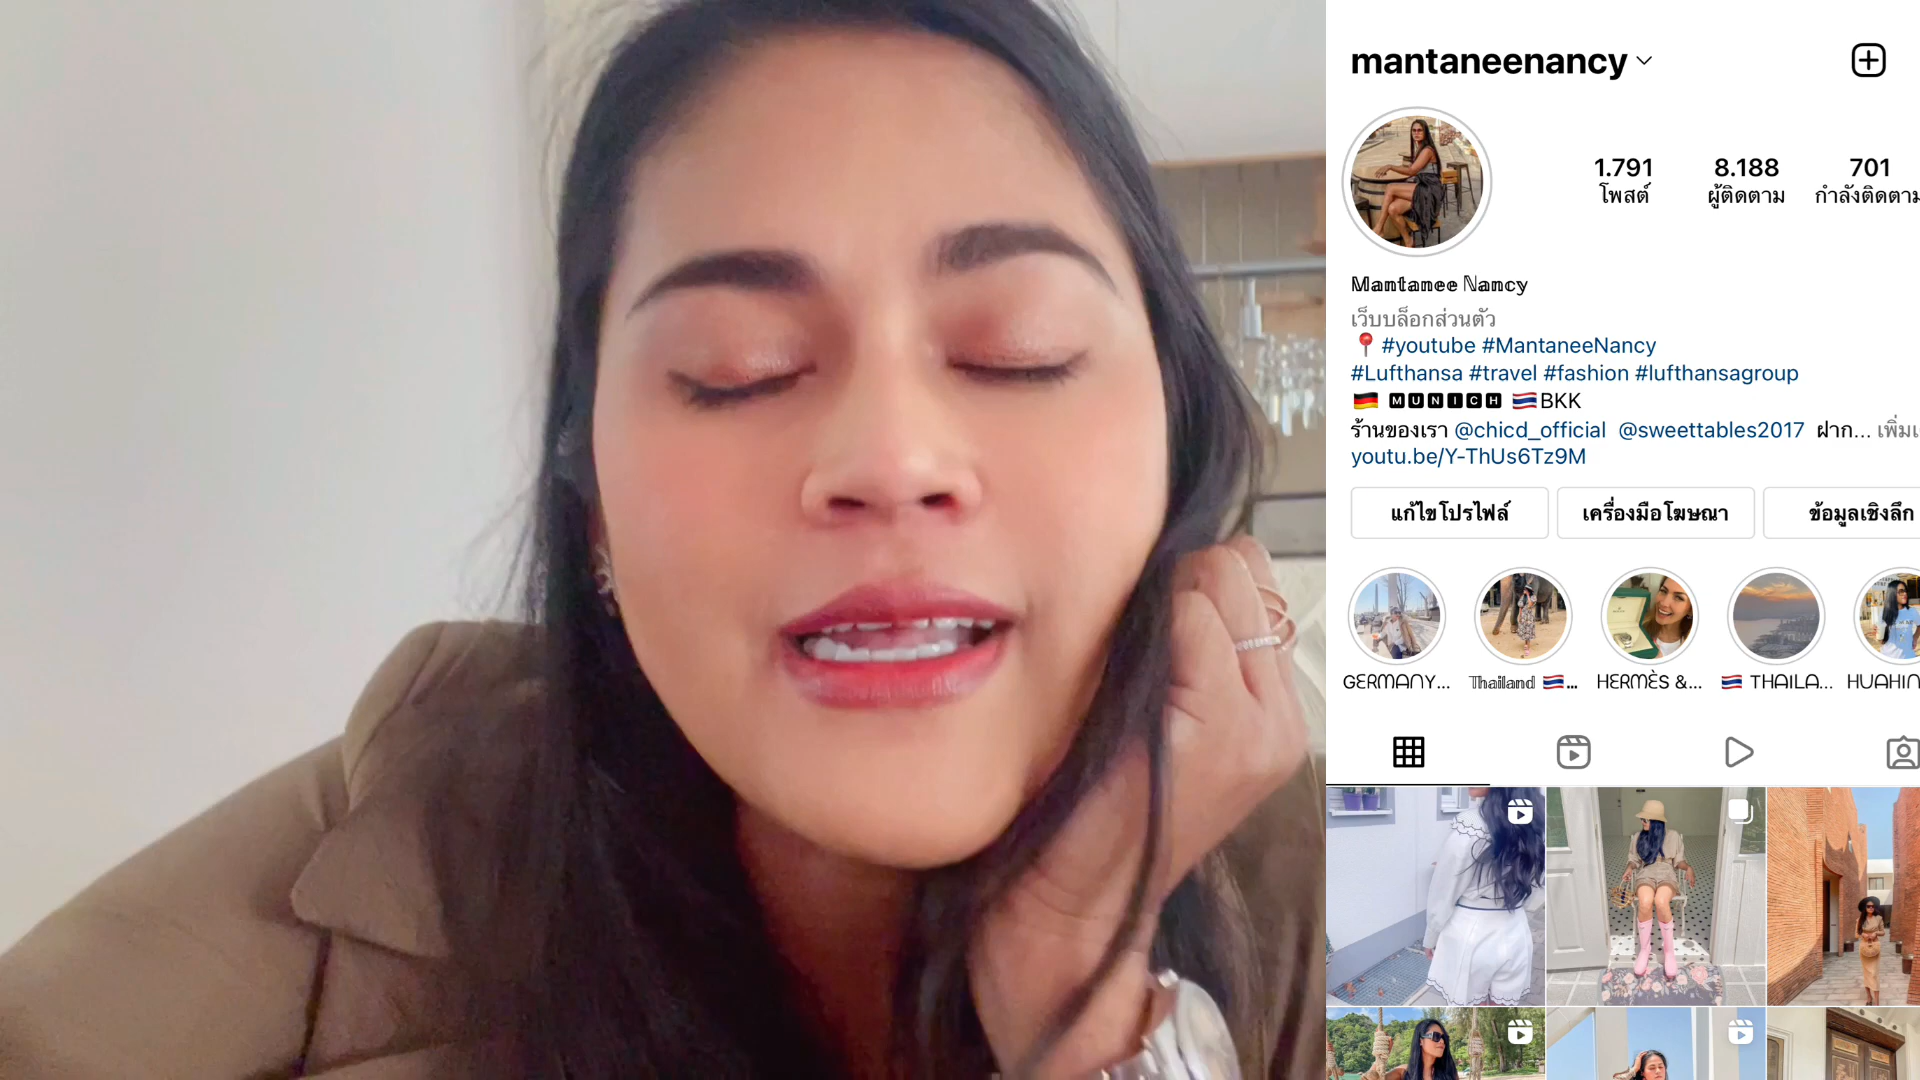 mantaneenancy
1.791
โพสต์
8.188
ผู้ติดตาม
701
กำลังติดตาม
𝕄𝕒𝕟𝕥𝕒𝕟𝕖𝕖 ℕ𝕒𝕟𝕔𝕪
เว็บบล็อกส่วนตัว
📍#youtube #MantaneeNancy
#Lufthansa #travel #fashion #lufthansagroup
🇩🇪 🅼🆄🅽🅸🅲🅷 🇹🇭BKK
ร้านของเรา @chicd_official @sweettables2017 ฝาก... เพิ่มเ
youtu.be/Y-ThUs6Tz9M
แก้ไขโปรไฟล์
เครื่องมือโฆษณา
ข้อมูลเชิงลึก
GERMANY...
𝕋𝕙𝕒𝕚𝕝𝕒𝕟𝕕 🇹🇭...
HERMÈS &...
🇹🇭 THAILA...
HUAHIN